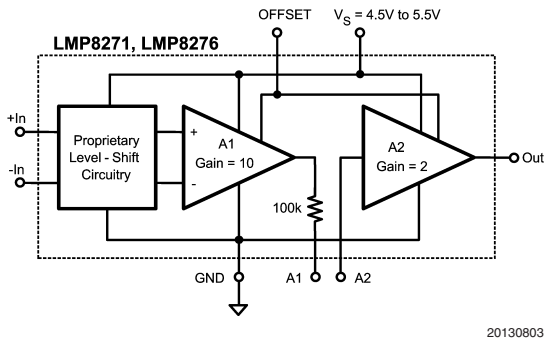 OFFSET
V_S = 4.5V to 5.5V
LMP8271, LMP8276
+In
-In
Proprietary
Level - Shift
Circuitry
+
-
A1
Gain = 10
A2
Gain = 2
Out
100k
GND
A1
A2
20130803